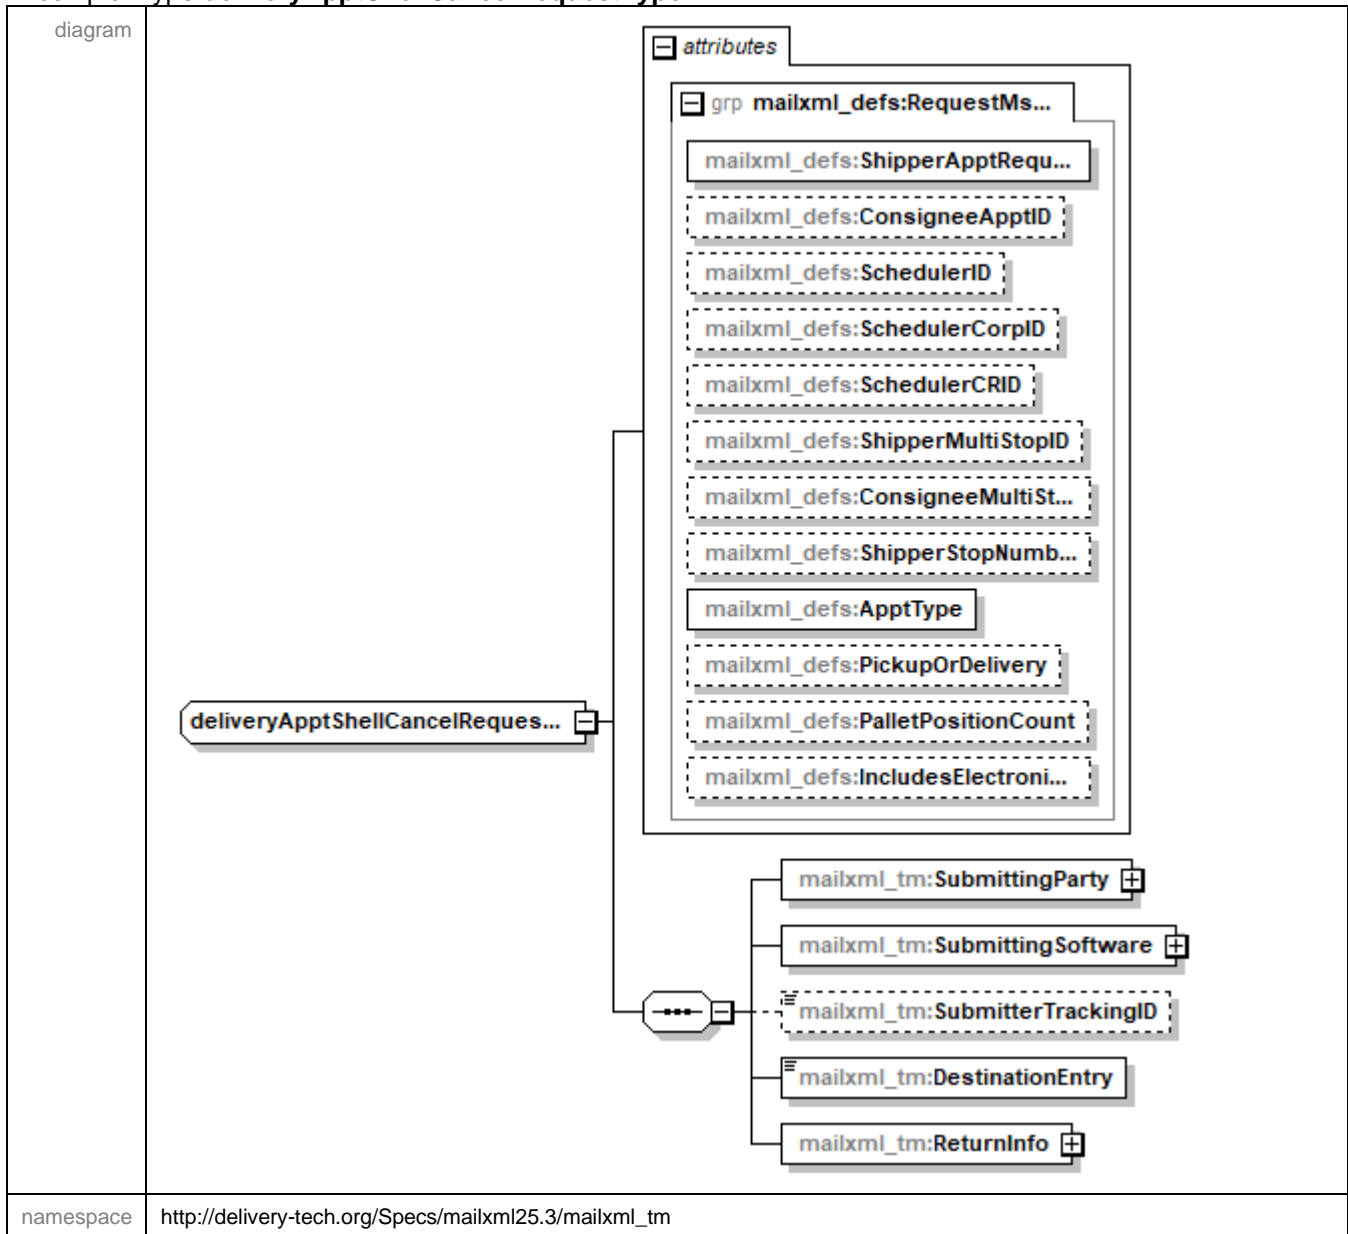 diagram
attributes
grp mailxml_defs:RequestMs...
mailxml_defs:ShipperApptRequ...
mailxml_defs:ConsigneeApptID
mailxml_defs:SchedulerID
mailxml_defs:SchedulerCorpID
mailxml_defs:SchedulerCRID
mailxml_defs:ShipperMultiStopID
mailxml_defs:ConsigneeMultiSt...
mailxml_defs:ShipperStopNumb...
mailxml_defs:ApptType
mailxml_defs:PickupOrDelivery
mailxml_defs:PalletPositionCount
mailxml_defs:IncludesElectroni...
deliveryApptShellCancelReques...
mailxml_tm:SubmittingParty
mailxml_tm:SubmittingSoftware
mailxml_tm:SubmitterTrackingID
mailxml_tm:DestinationEntry
mailxml_tm:ReturnInfo
namespace http://delivery-tech.org/Specs/mailxml25.3/mailxml_tm